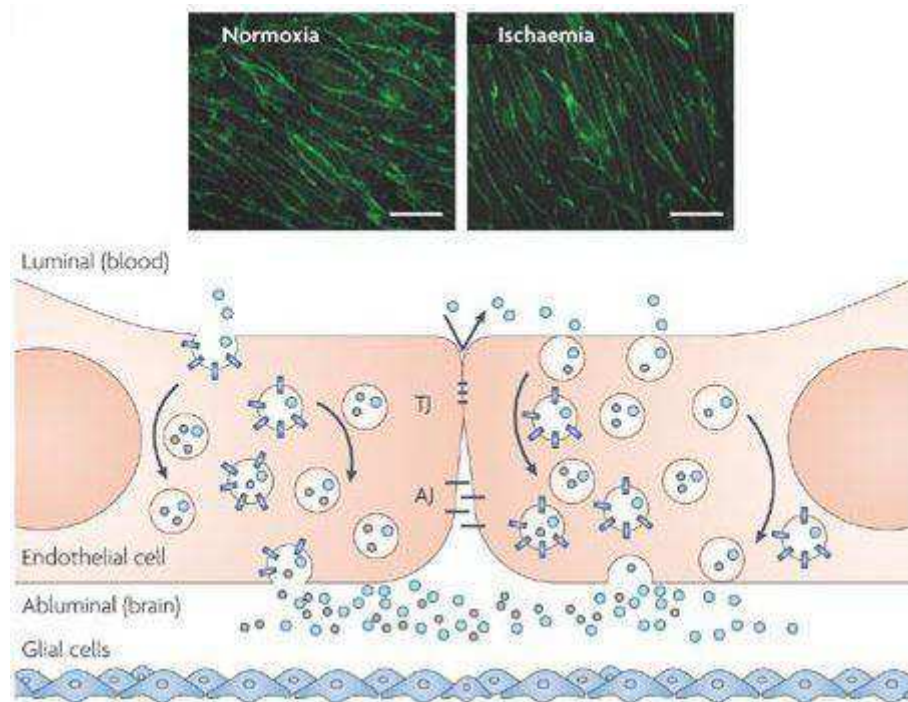 Normoxia
Ischaemia
Luminal (blood)
TJ
AJ
Endothelial cell
Abluminal (brain)
Glial cells